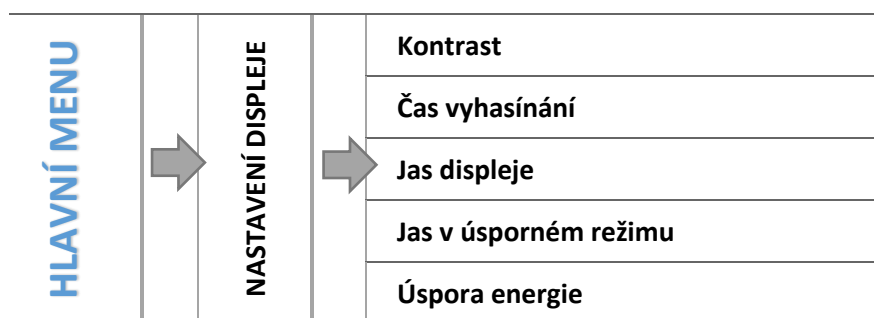 HLAVNÍ MENU
NASTAVENÍ DISPLEJE
Kontrast
Čas vyhasínání
Jas displeje
Jas v úsporném režimu
Úspora energie